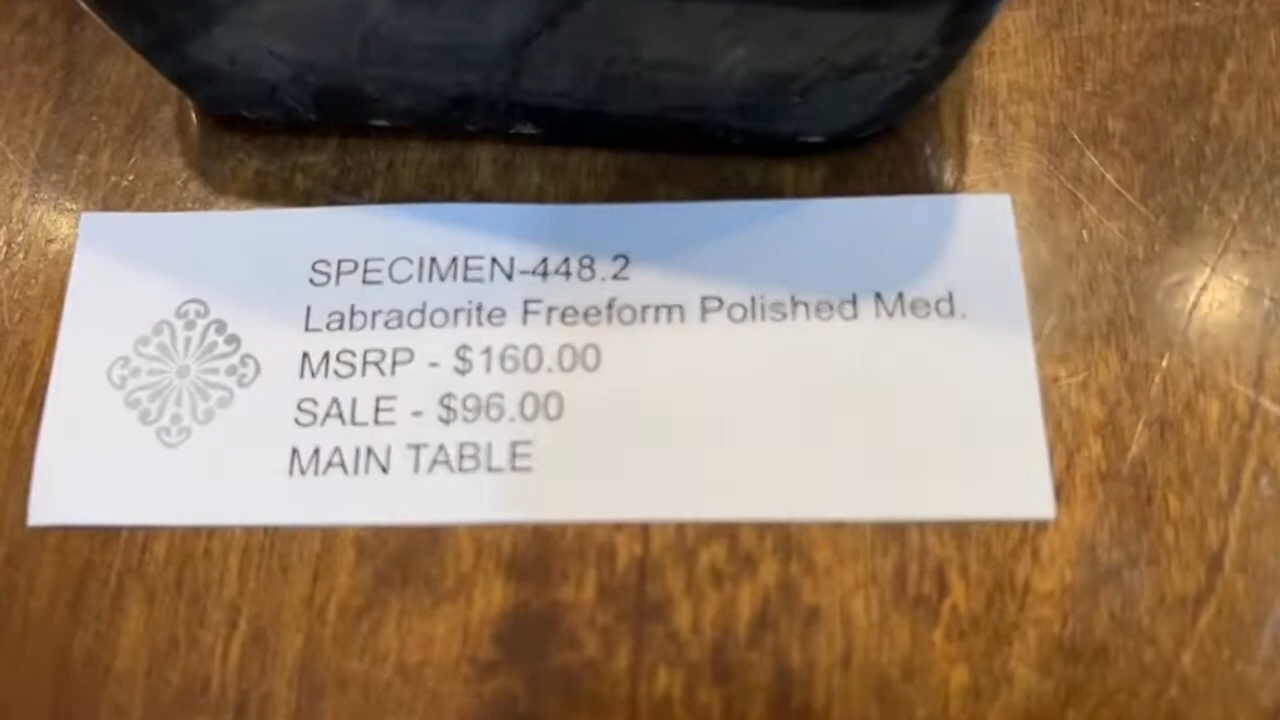 SPECIMEN-448.2
Labradorite Freeform Polished Med.
MSRP - $160.00
SALE - $96.00
MAIN TABLE